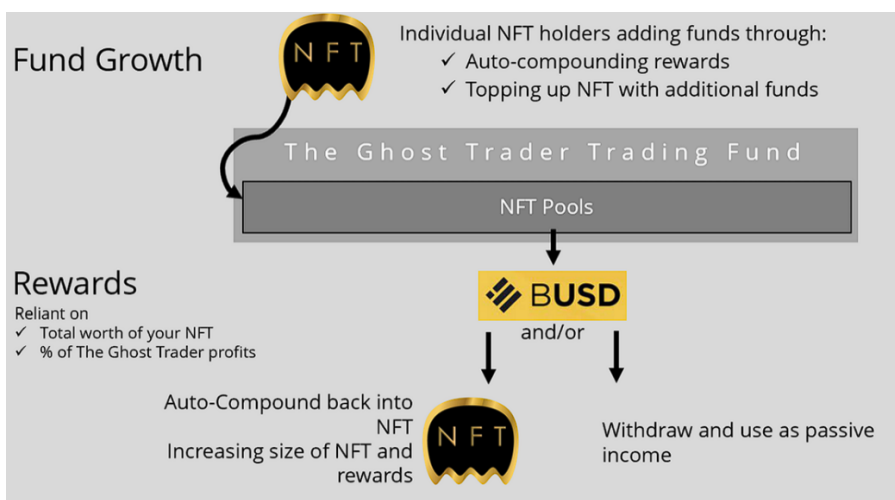 Fund Growth
NFT
Individual NFT holders adding funds through:
✓ Auto-compounding rewards
✓ Topping up NFT with additional funds
The Ghost Trader Trading Fund
NFT Pools
Rewards
Reliant on
✓ Total worth of your NFT
✓ % of The Ghost Trader profits
BUSD
and/or
Auto-Compound back into
NFT
Increasing size of NFT and
rewards
NFT
Withdraw and use as passive
income